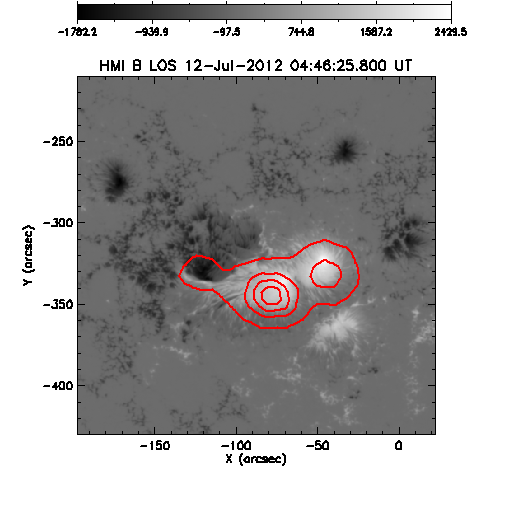 -1782.2 -939.9 -97.5 744.8 1587.2 2429.5
HMI B LOS 12-Jul-2012 04:46:25.800 UT
-250
-300
-350
-400
Y (arcsec)
-150 -100 -50 0
X (arcsec)